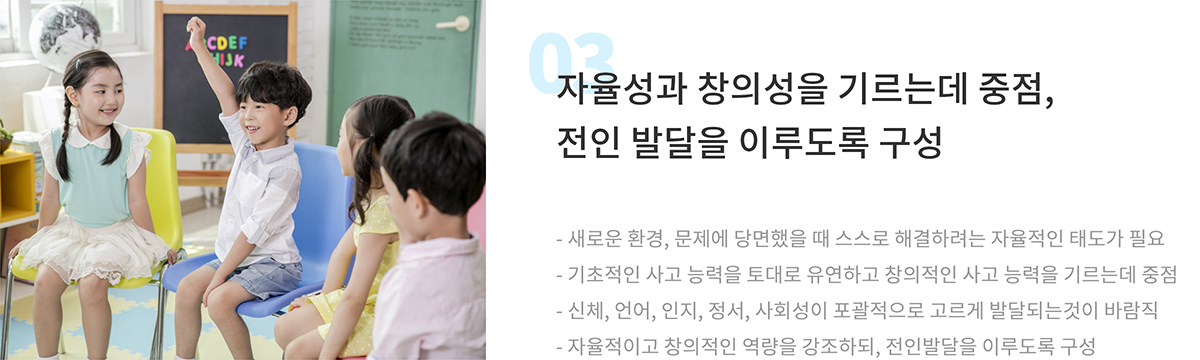 ABCDEF
HIJK
03
자율성과 창의성을 기르는데 중점,
전인 발달을 이루도록 구성
- 새로운 환경, 문제에 당면했을 때 스스로 해결하려는 자율적인 태도가 필요
- 기초적인 사고 능력을 토대로 유연하고 창의적인 사고 능력을 기르는데 중점
- 신체, 언어, 인지, 정서, 사회성이 포괄적으로 고르게 발달되는것이 바람직
- 자율적이고 창의적인 역량을 강조하되, 전인발달을 이루도록 구성